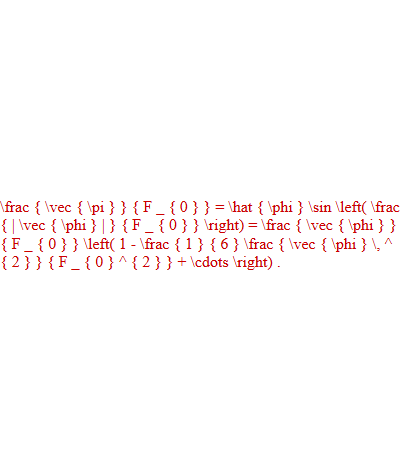 \frac { \vec { \pi } } { F _ { 0 } } = \hat { \phi } \sin \left( \frac
{ | \vec { \phi } | } { F _ { 0 } } \right) = \frac { \vec { \phi } }
{ F _ { 0 } } \left( 1 - \frac { 1 } { 6 } \frac { \vec { \phi } \, ^
{ 2 } } { F _ { 0 } ^ { 2 } } + \cdots \right) .